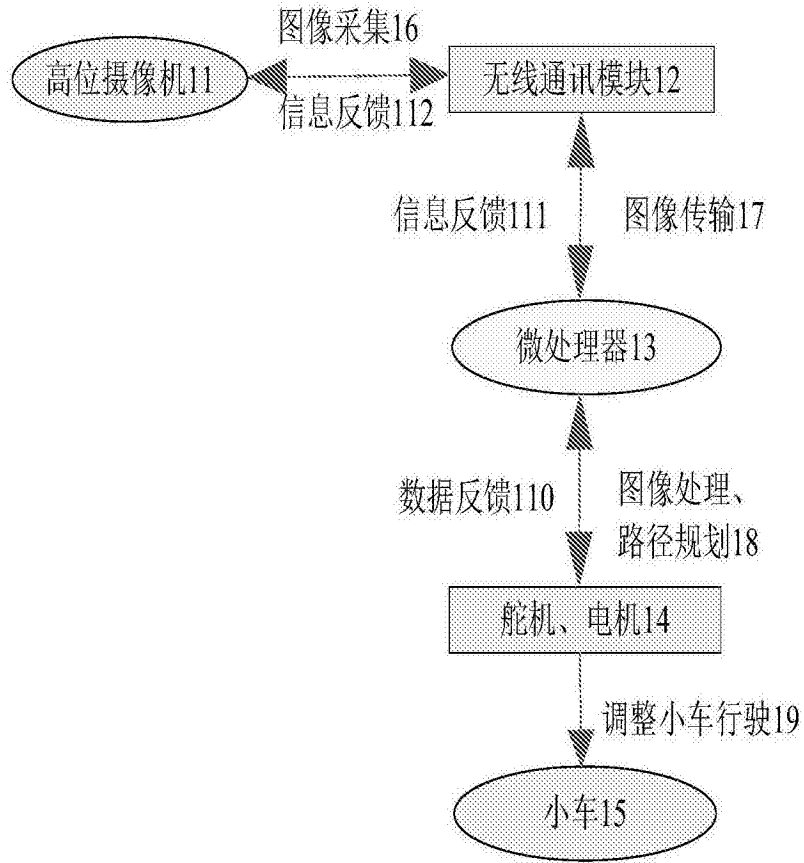 图像采集16
高位摄像机11
无线通讯模块12
信息反馈112
信息反馈111
图像传输17
微处理器13
数据反馈110
图像处理、
路径规划18
舵机、电机14
调整小车行驶19
小车15